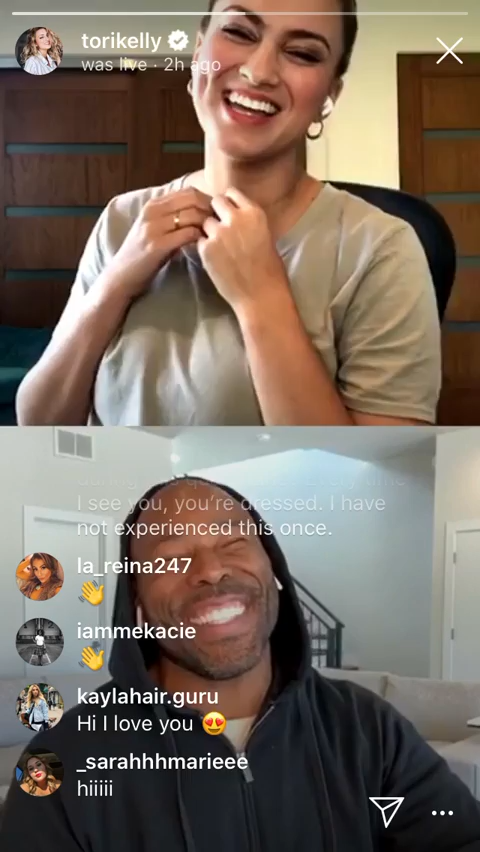 torikelly
was live · 2h ago
I see you, you're dressed. I have
not experienced this once.
la_reina247
👋
iammekacie
👋
kaylahair.guru
Hi I love you 😍
_sarahhhmarieee
hiiiii